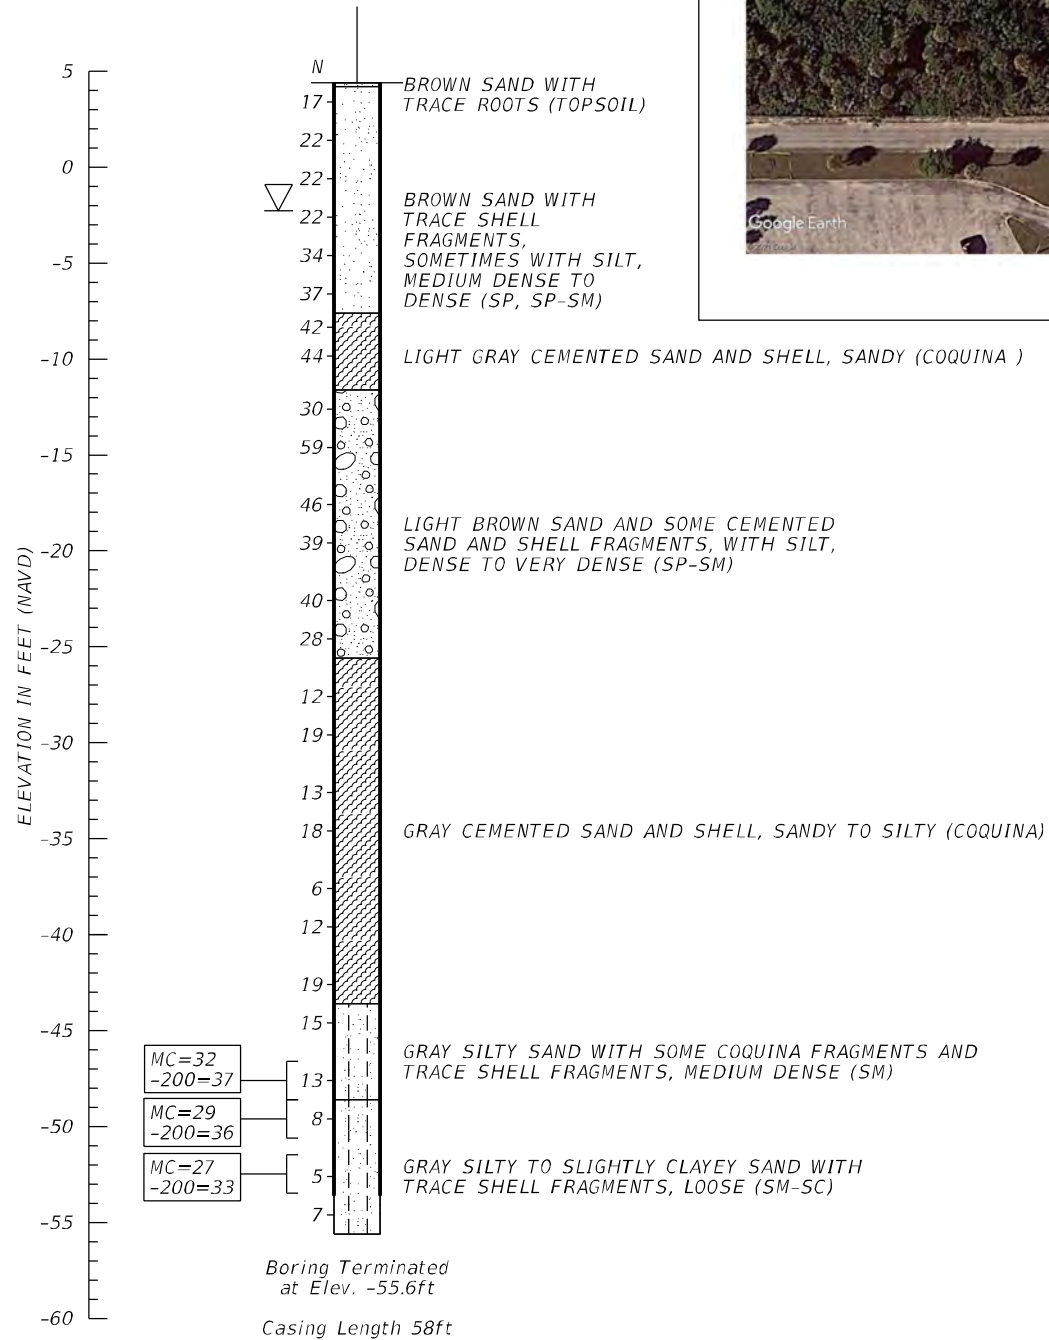 N
5
0
-5
-10
-15
-20
-25
-30
-35
-40
-45
-50
-55
-60
ELEVATION IN FEET (NAVD)
17
22
22
22
34
37
42
44
30
59
46
39
40
28
12
19
13
18
6
12
19
15
13
8
5
7
BROWN SAND WITH
TRACE ROOTS (TOPSOIL)
BROWN SAND WITH
TRACE SHELL
FRAGMENTS,
SOMETIMES WITH SILT,
MEDIUM DENSE TO
DENSE (SP, SP-SM)
LIGHT GRAY CEMENTED SAND AND SHELL, SANDY (COQUINA )
LIGHT BROWN SAND AND SOME CEMENTED
SAND AND SHELL FRAGMENTS, WITH SILT,
DENSE TO VERY DENSE (SP-SM)
GRAY CEMENTED SAND AND SHELL, SANDY TO SILTY (COQUINA)
GRAY SILTY SAND WITH SOME COQUINA FRAGMENTS AND
TRACE SHELL FRAGMENTS, MEDIUM DENSE (SM)
GRAY SILTY TO SLIGHTLY CLAYEY SAND WITH
TRACE SHELL FRAGMENTS, LOOSE (SM-SC)
MC=32
-200=37
MC=29
-200=36
MC=27
-200=33
Boring Terminated
at Elev. -55.6ft
Casing Length 58ft
Google Earth